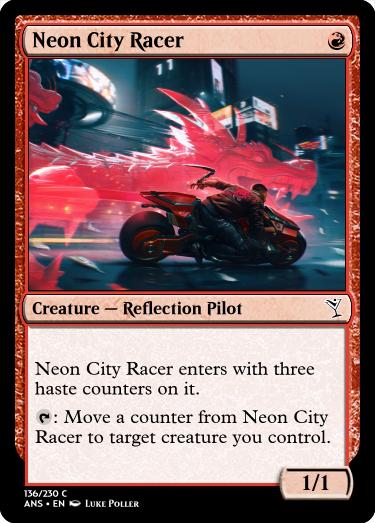 Neon City Racer
Creature — Reflection Pilot
Neon City Racer enters with three
haste counters on it.
: Move a counter from Neon City
Racer to target creature you control.
1/1
136/230 C
ANS • EN Luke Poller